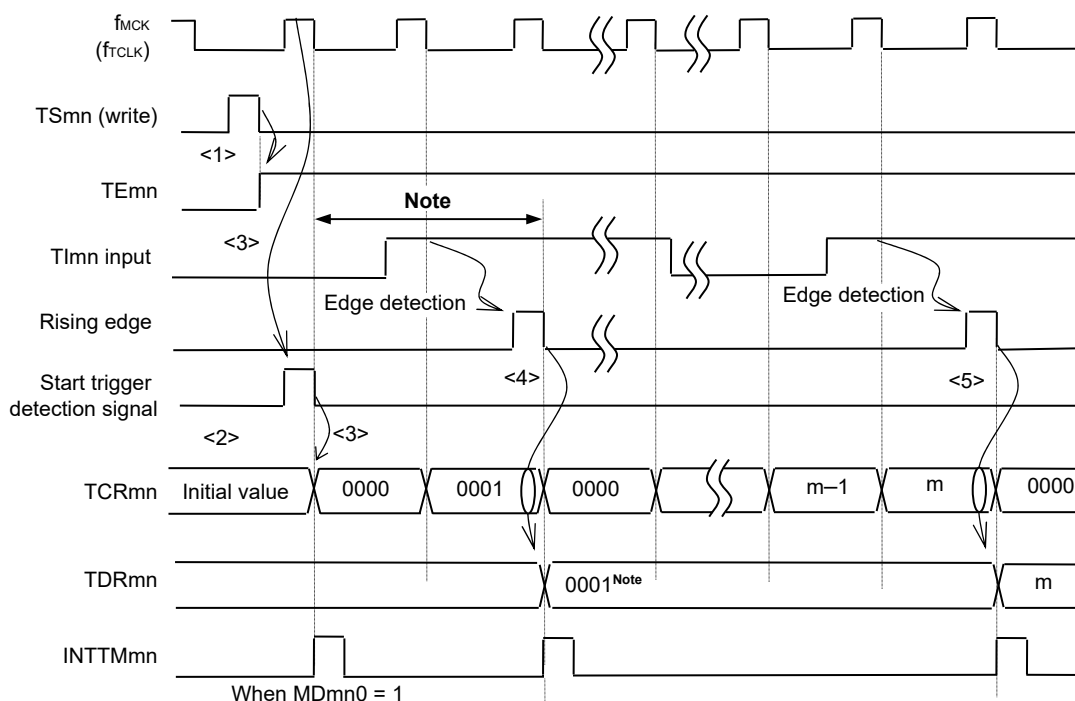 fMCK
(fTCLK)
TSmn (write)
<1>
TEmn
Note
<3>
TImn input
Edge detection
Edge detection
Rising edge
<4>
<5>
Start trigger
detection signal
<2>
<3>
TCRmn
Initial value
0000
0001
0000
m–1
m
0000
TDRmn
0001Note
m
INTTMmn
When MDmn0 = 1